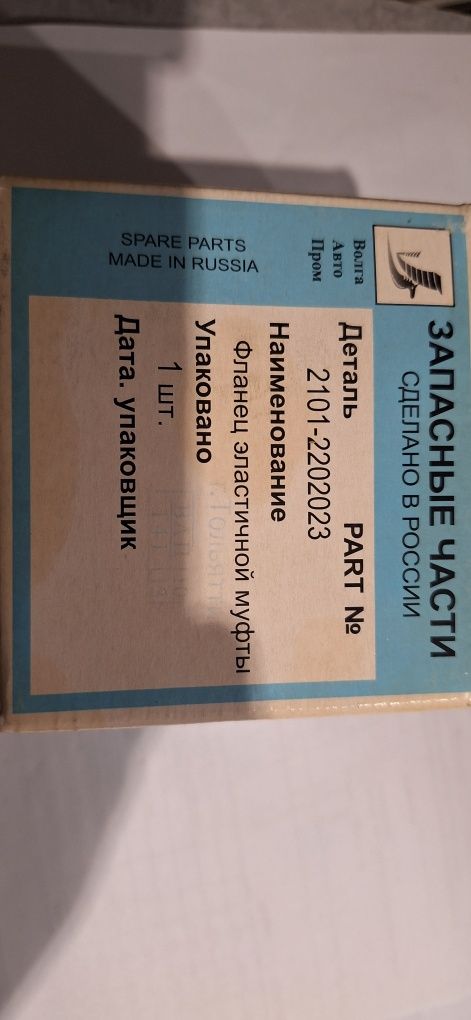 ЗАПАСНЫЕ ЧАСТИ
СДЕЛАНО В РОССИИ
Волга
Авто
Пром
SPARE PARTS
MADE IN RUSSIA
Деталь PART №
2101-2202023
Наименование
Фланец эластичной муфты
Упаковано
1 шт.
Дата. упаковщик